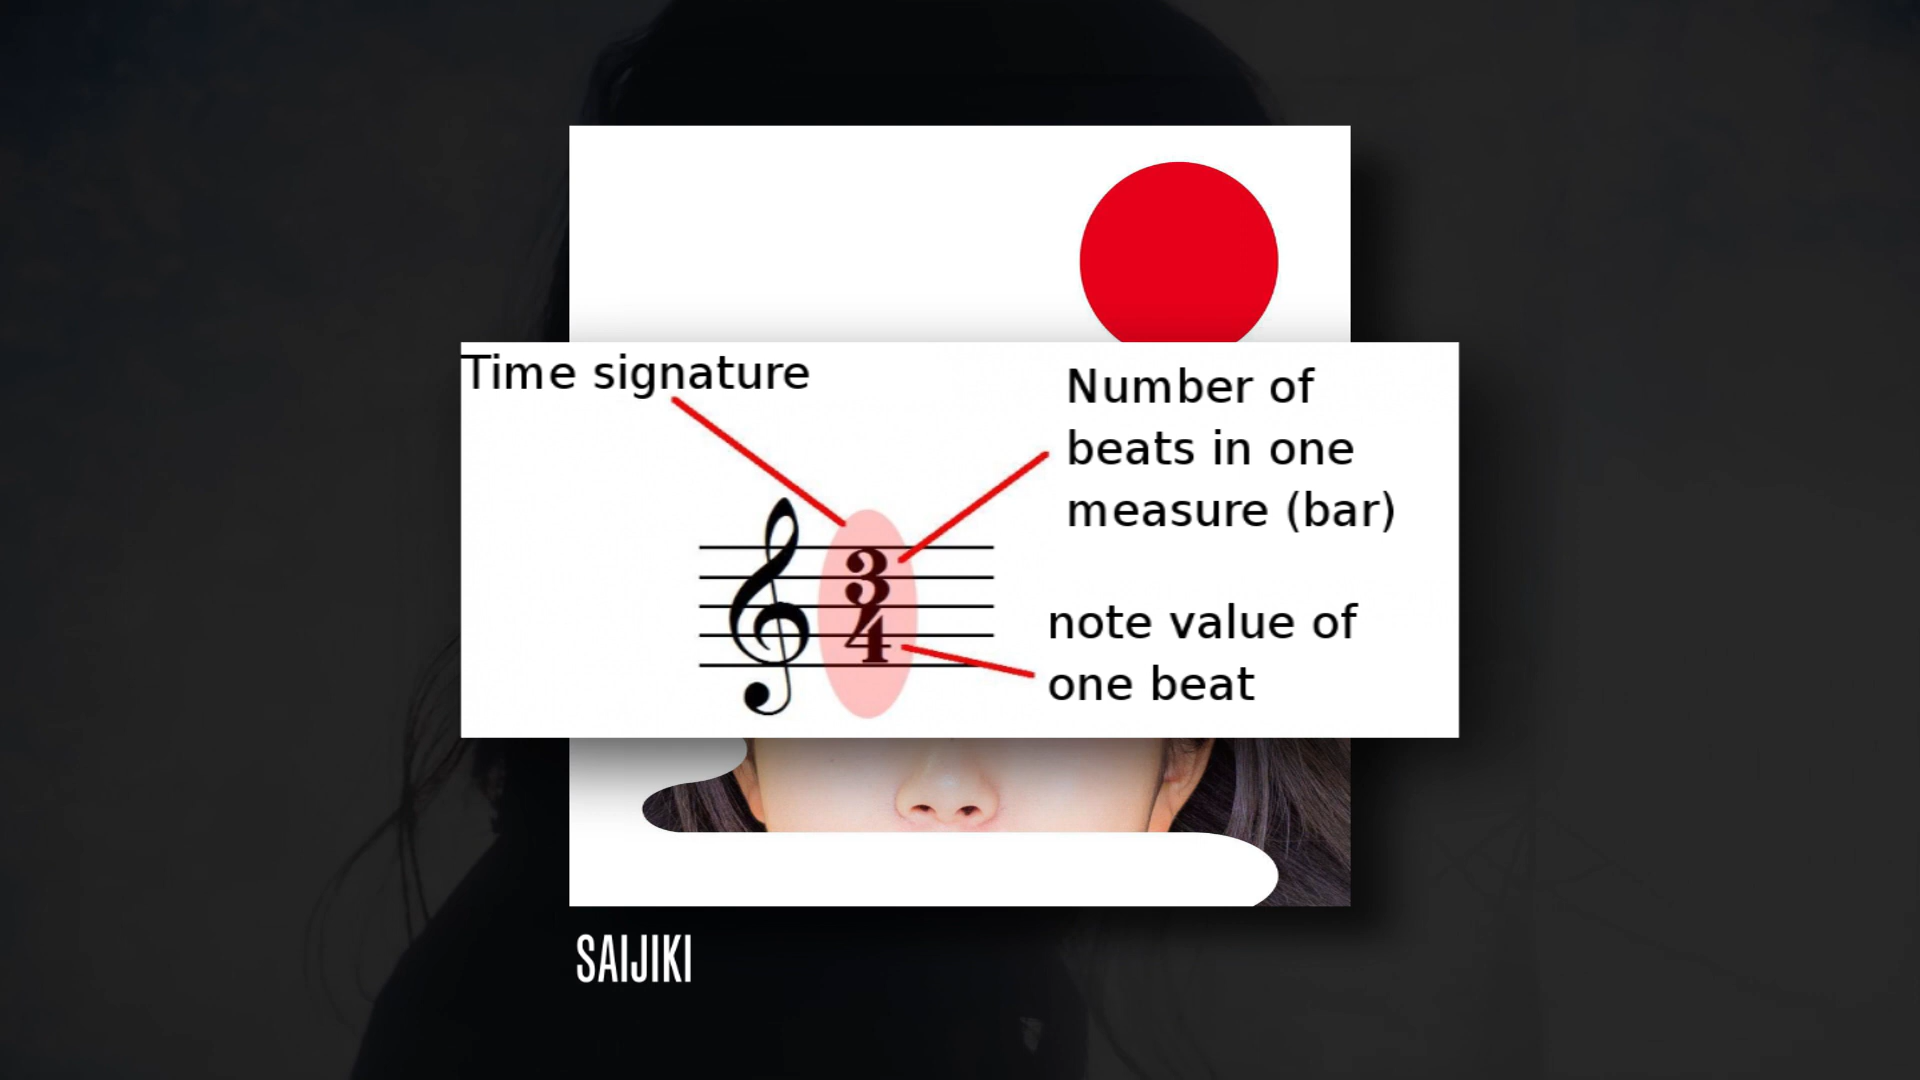 Time signature
Number of
beats in one
measure (bar)
3
4
note value of
one beat
SAIJIKI